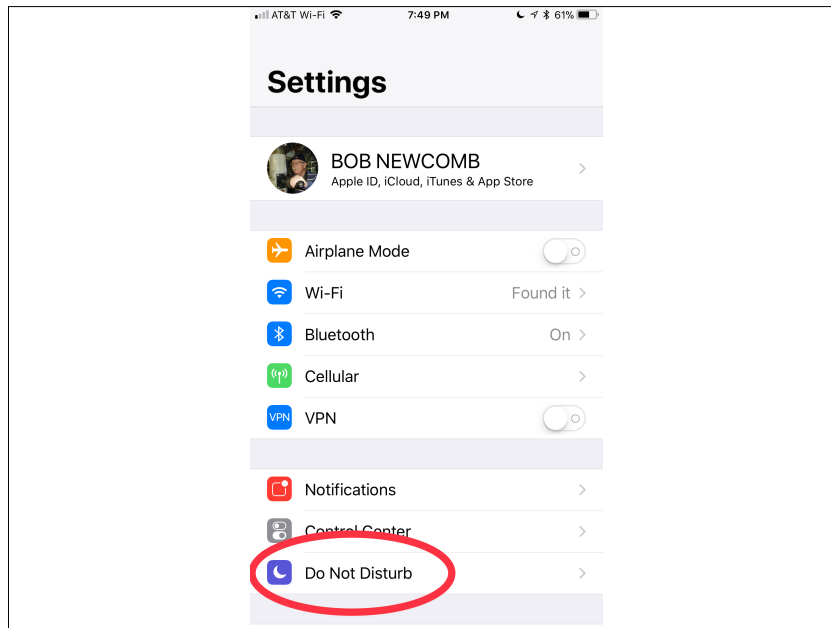 AT&T Wi-Fi 7:49 PM 61%
Settings
BOB NEWCOMB
Apple ID, iCloud, iTunes & App Store
Airplane Mode
Wi-Fi Found it
Bluetooth On
Cellular
VPN VPN
Notifications
Control Center
Do Not Disturb